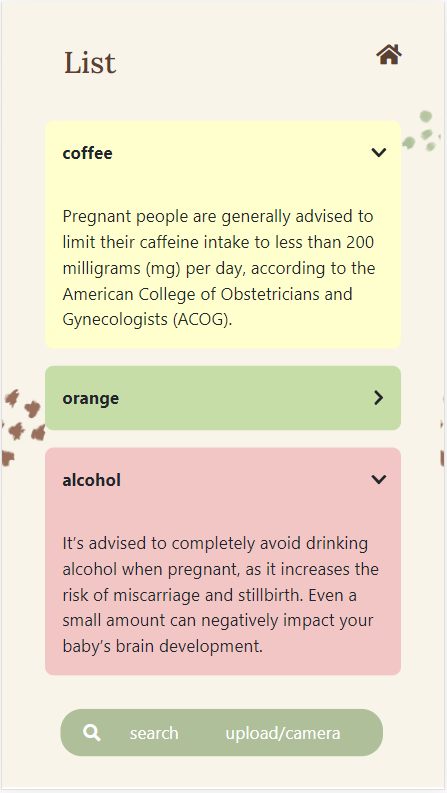 List
coffee
Pregnant people are generally advised to
limit their caffeine intake to less than 200
milligrams (mg) per day, according to the
American College of Obstetricians and
Gynecologists (ACOG).
orange
alcohol
It’s advised to completely avoid drinking
alcohol when pregnant, as it increases the
risk of miscarriage and stillbirth. Even a
small amount can negatively impact your
baby’s brain development.
search upload/camera